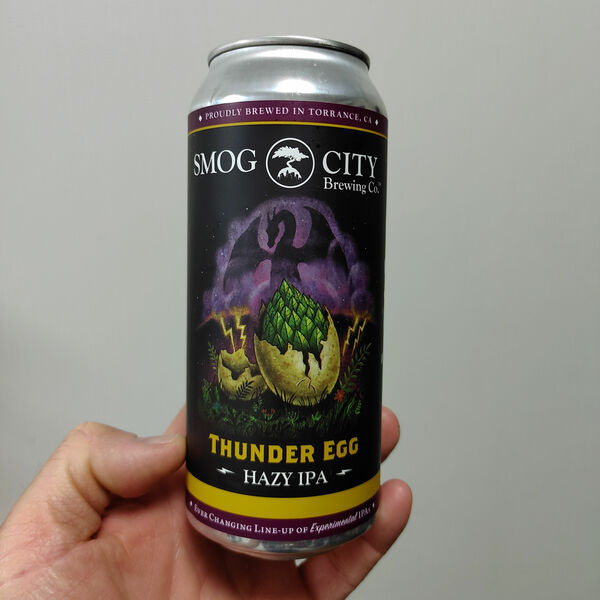 ♦ PROUDLY BREWED IN TORRANCE, CA ♦
SMOG CITY
Brewing Co.™
THUNDER EGG
HAZY IPA
♦ EVER CHANGING LINE-UP OF Experimental IPAs ♦